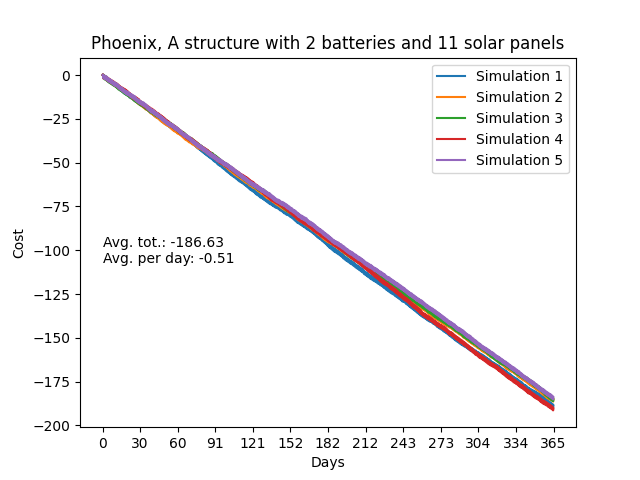 Phoenix, A structure with 2 batteries and 11 solar panels
Simulation 1
Simulation 2
Simulation 3
Simulation 4
Simulation 5
Avg. tot.: -186.63
Avg. per day: -0.51
Cost
0
−25
−50
−75
−100
−125
−150
−175
−200
0 30 60 91 121 152 182 212 243 273 304 334 365
Days